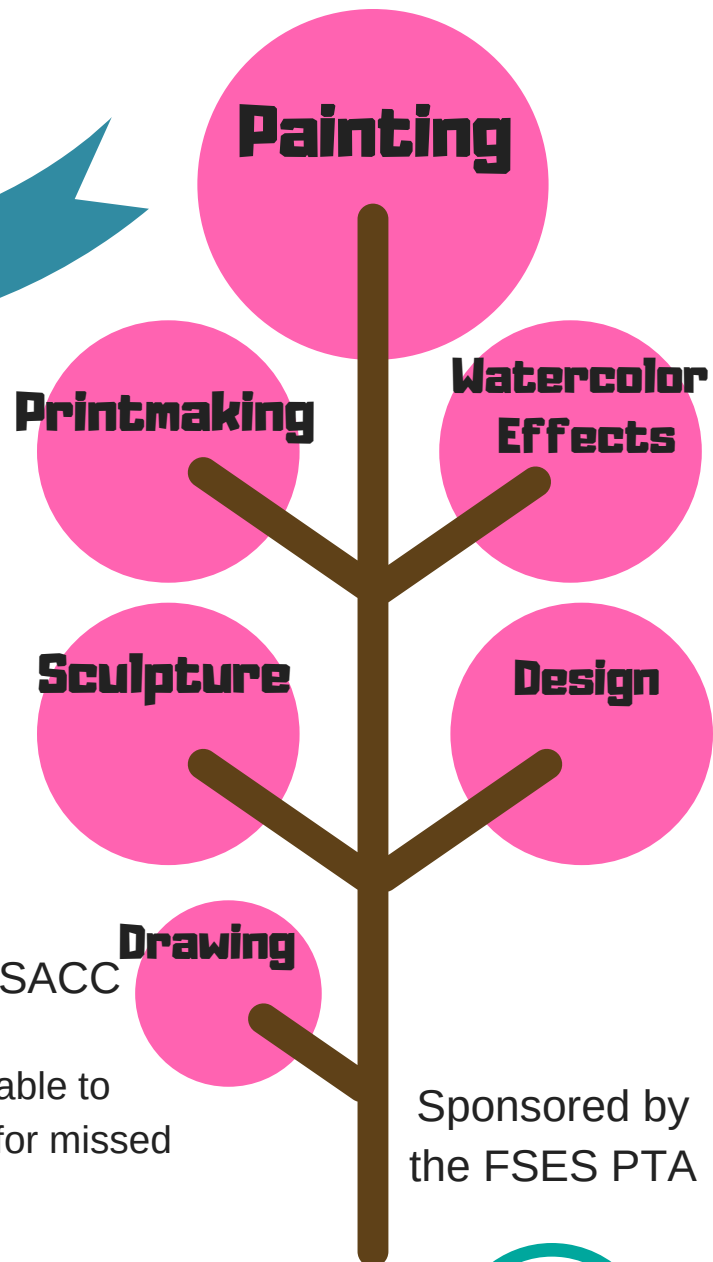 Painting
Printmaking
Watercolor
Effects
Sculpture
Design
Drawing
SACC
able to
for missed
Sponsored by
the FSES PTA